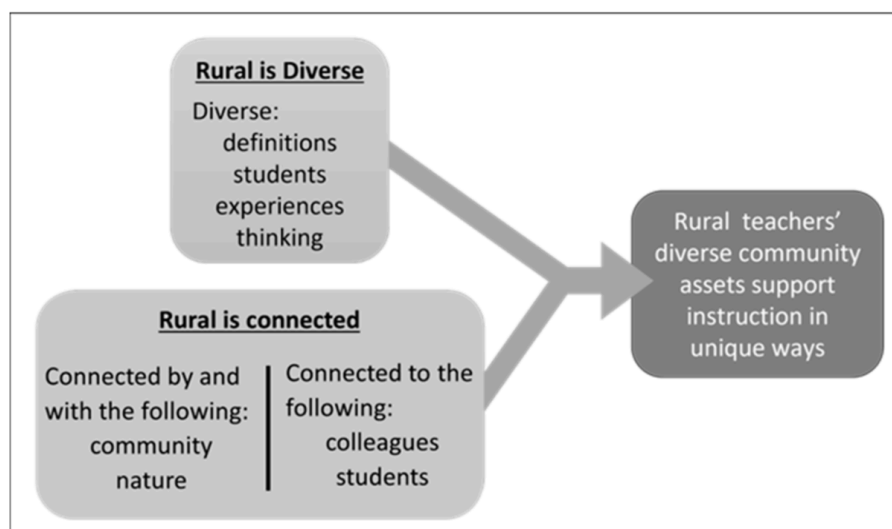 Rural is Diverse
Diverse:
definitions
students
experiences
thinking
Rural is connected
Connected by and
with the following:
community
nature
Connected to the
following:
colleagues
students
Rural teachers’
diverse community
assets support
instruction in
unique ways